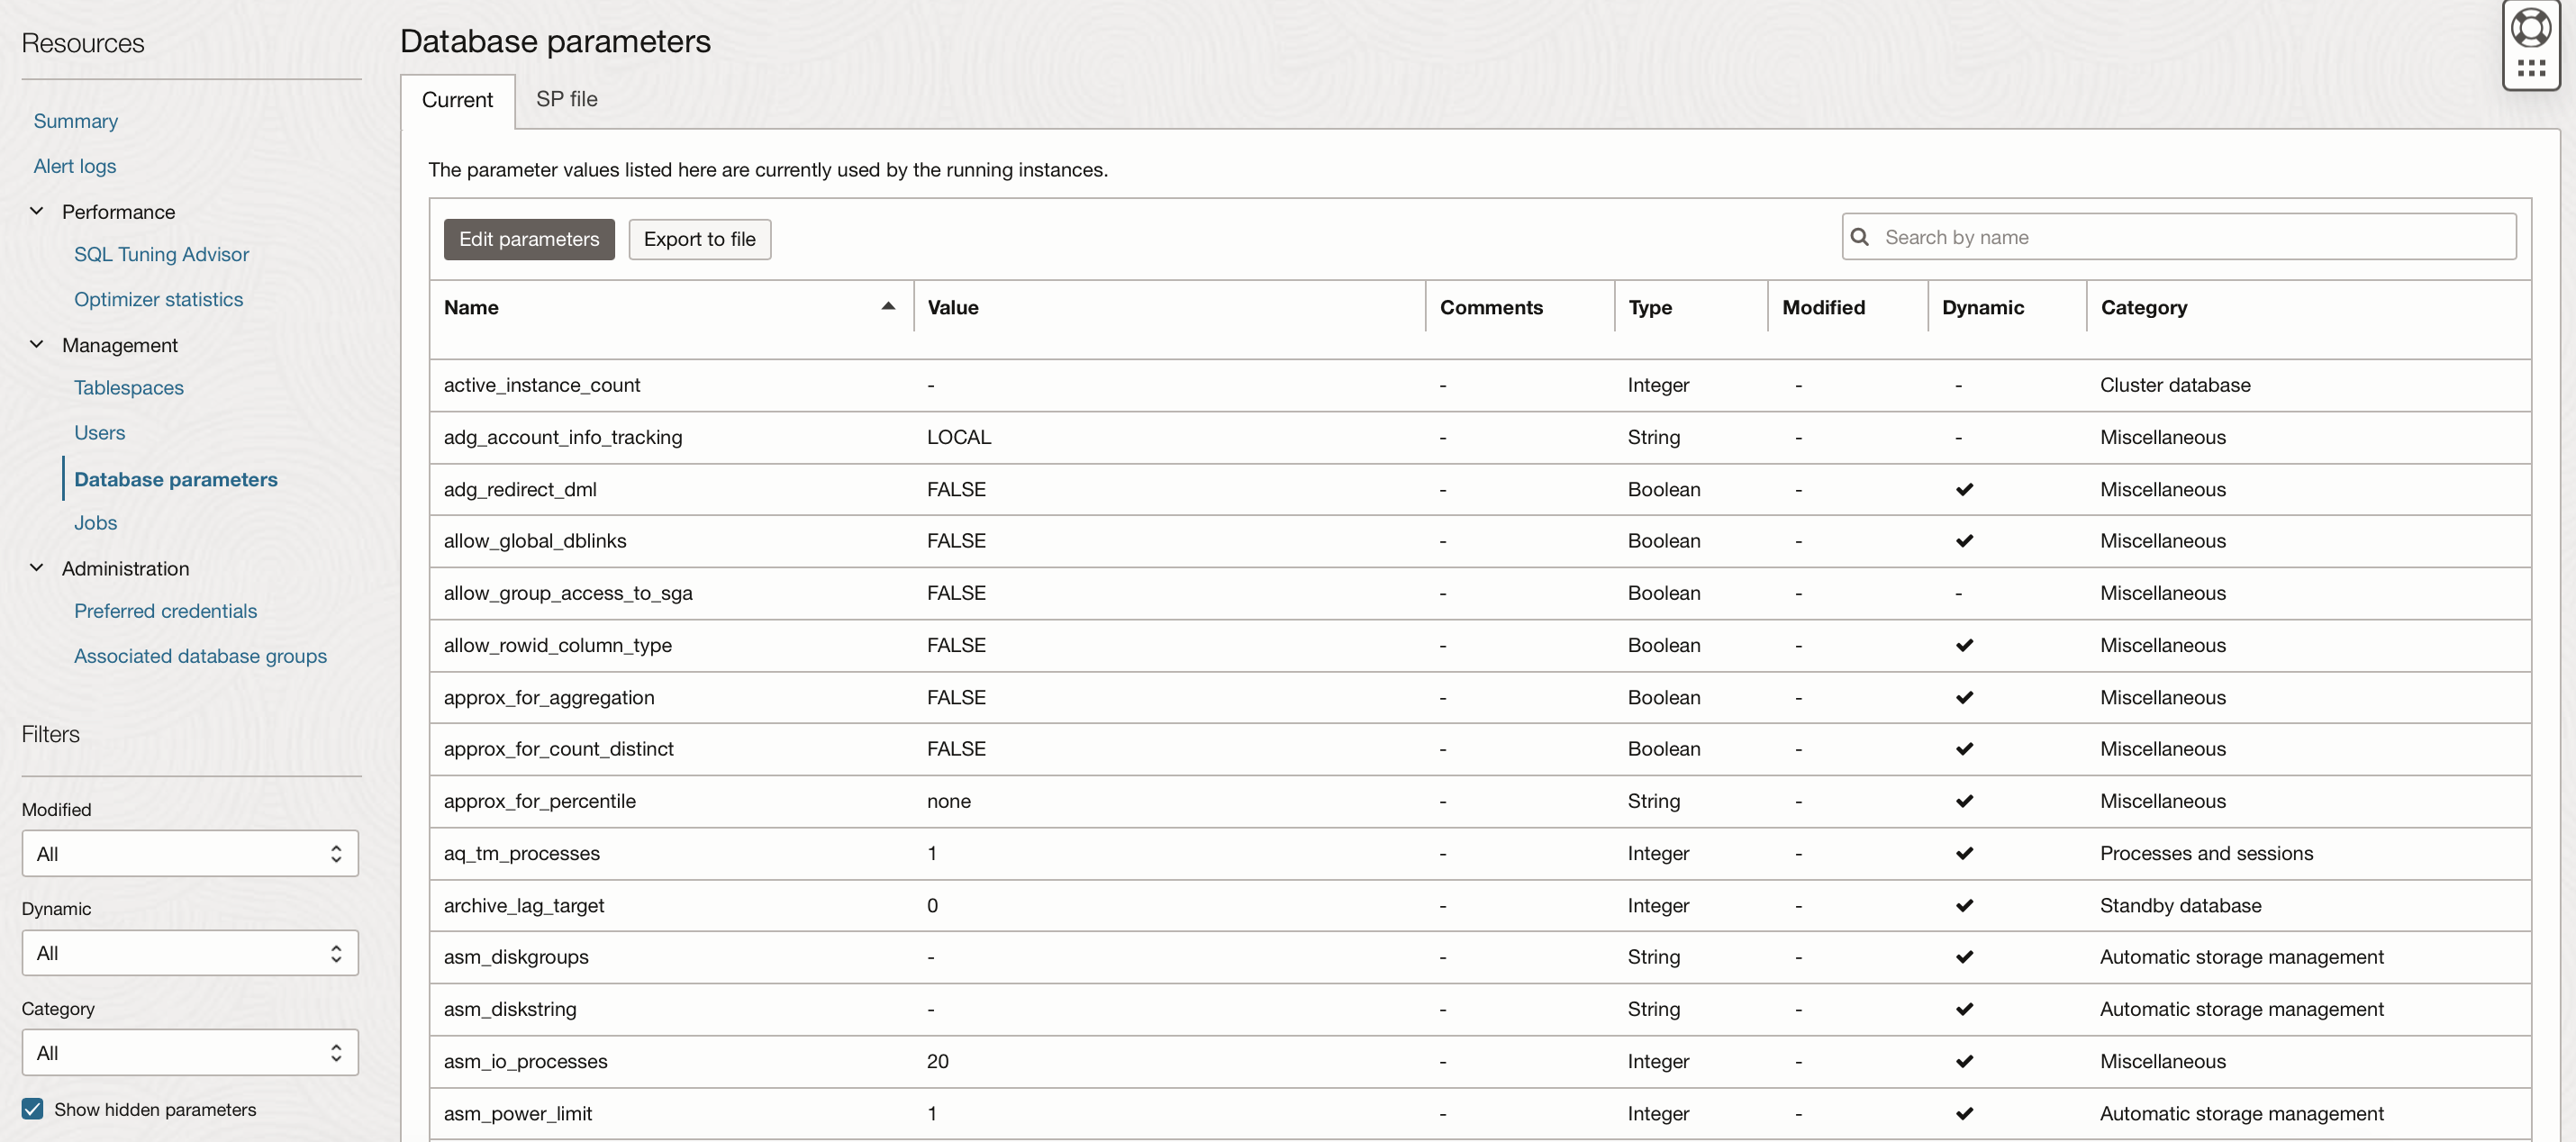 Resources
Summary
Alert logs
Performance
SQL Tuning Advisor
Optimizer statistics
Management
Tablespaces
Users
Database parameters
Jobs
Administration
Preferred credentials
Associated database groups
Filters
Modified
All
Dynamic
All
Category
All
Show hidden parameters
Database parameters
Current SP file
The parameter values listed here are currently used by the running instances.
Edit parameters Export to file Search by name
Name Value Comments Type Modified Dynamic Category
active_instance_count - - Integer - - Cluster database
adg_account_info_tracking LOCAL - String - - Miscellaneous
adg_redirect_dml FALSE - Boolean - ✔ Miscellaneous
allow_global_dblinks FALSE - Boolean - ✔ Miscellaneous
allow_group_access_to_sga FALSE - Boolean - - Miscellaneous
allow_rowid_column_type FALSE - Boolean - ✔ Miscellaneous
approx_for_aggregation FALSE - Boolean - ✔ Miscellaneous
approx_for_count_distinct FALSE - Boolean - ✔ Miscellaneous
approx_for_percentile none - String - ✔ Miscellaneous
aq_tm_processes 1 - Integer - ✔ Processes and sessions
archive_lag_target 0 - Integer - ✔ Standby database
asm_diskgroups - - String - ✔ Automatic storage management
asm_diskstring - - String - ✔ Automatic storage management
asm_io_processes 20 - Integer - ✔ Miscellaneous
asm_power_limit 1 - Integer - ✔ Automatic storage management